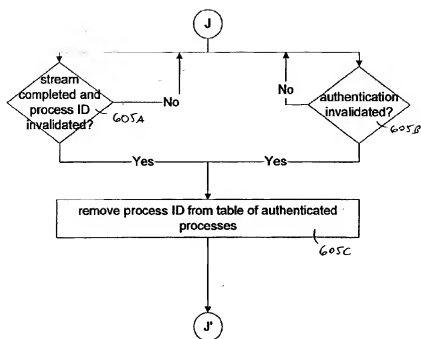 J
stream
completed and
process ID
invalidated?
605A
No
No
authentication
invalidated?
605B
Yes
Yes
remove process ID from table of authenticated
processes
605C
J'